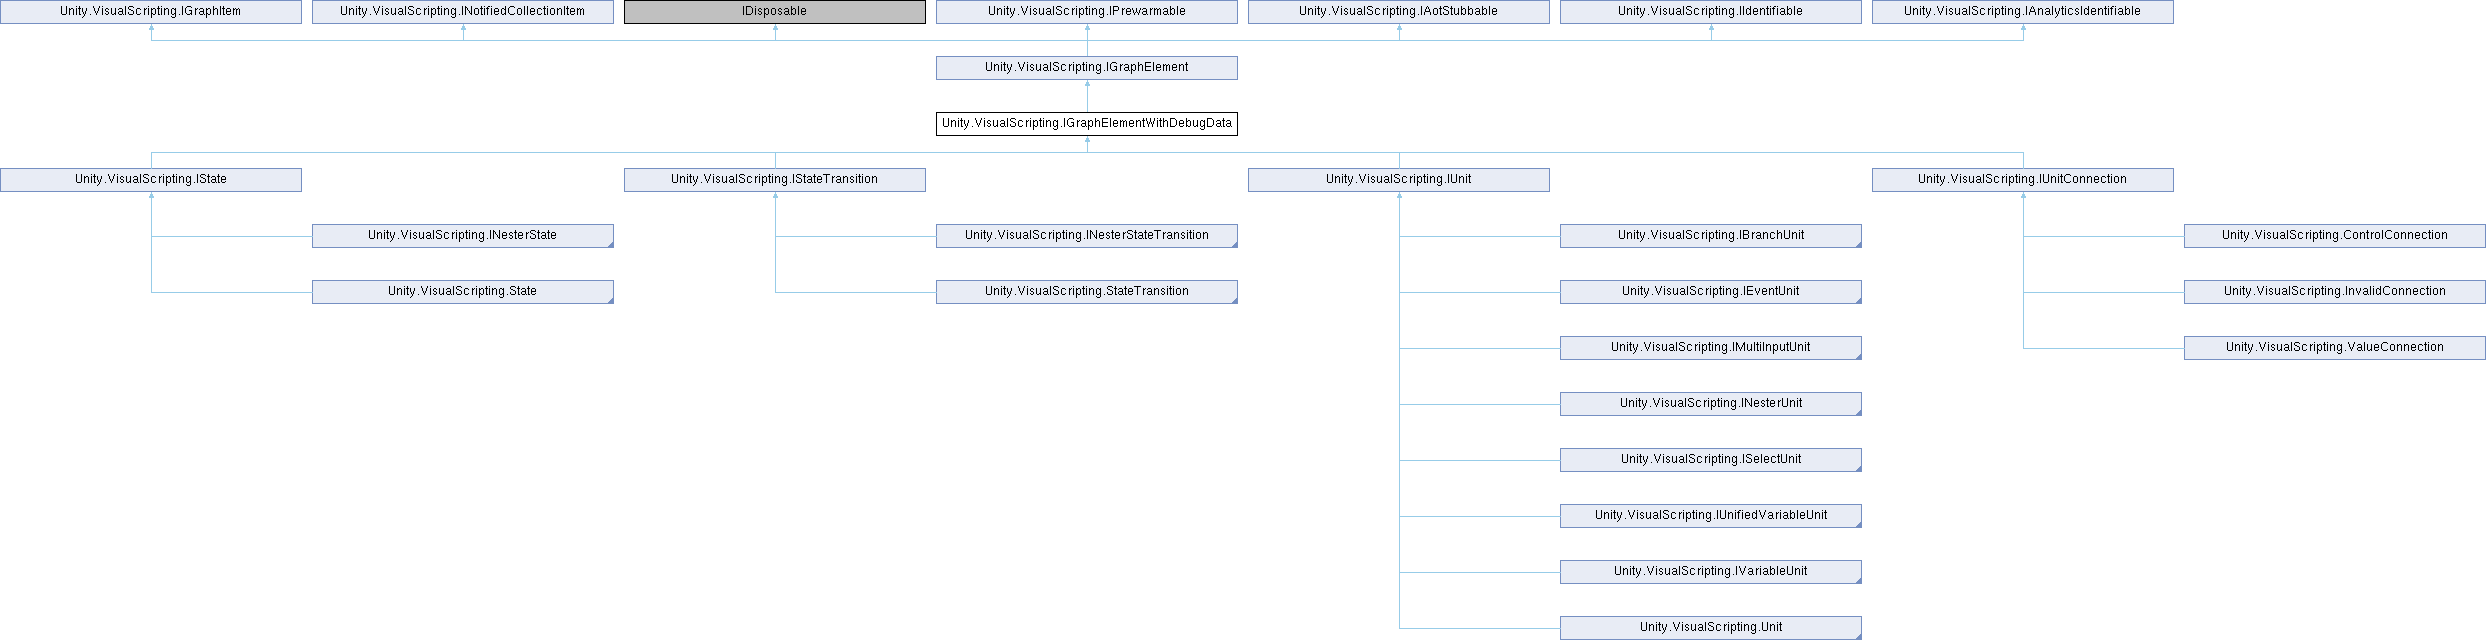 Unity.VisualScripting.IGraphItem
Unity.VisualScripting.INotifiedCollectionItem
IDisposable
Unity.VisualScripting.IPrewarmable
Unity.VisualScripting.IAotStubbable
Unity.VisualScripting.IIdentifiable
Unity.VisualScripting.IAnalyticsIdentifiable
Unity.VisualScripting.IGraphElement
Unity.VisualScripting.IGraphElementWithDebugData
Unity.VisualScripting.IState
Unity.VisualScripting.IStateTransition
Unity.VisualScripting.IUnit
Unity.VisualScripting.IUnitConnection
Unity.VisualScripting.INesterState
Unity.VisualScripting.INesterStateTransition
Unity.VisualScripting.IBranchUnit
Unity.VisualScripting.ControlConnection
Unity.VisualScripting.State
Unity.VisualScripting.StateTransition
Unity.VisualScripting.IEventUnit
Unity.VisualScripting.InvalidConnection
Unity.VisualScripting.IMultiInputUnit
Unity.VisualScripting.ValueConnection
Unity.VisualScripting.INesterUnit
Unity.VisualScripting.ISelectUnit
Unity.VisualScripting.IUnifiedVariableUnit
Unity.VisualScripting.IVariableUnit
Unity.VisualScripting.Unit